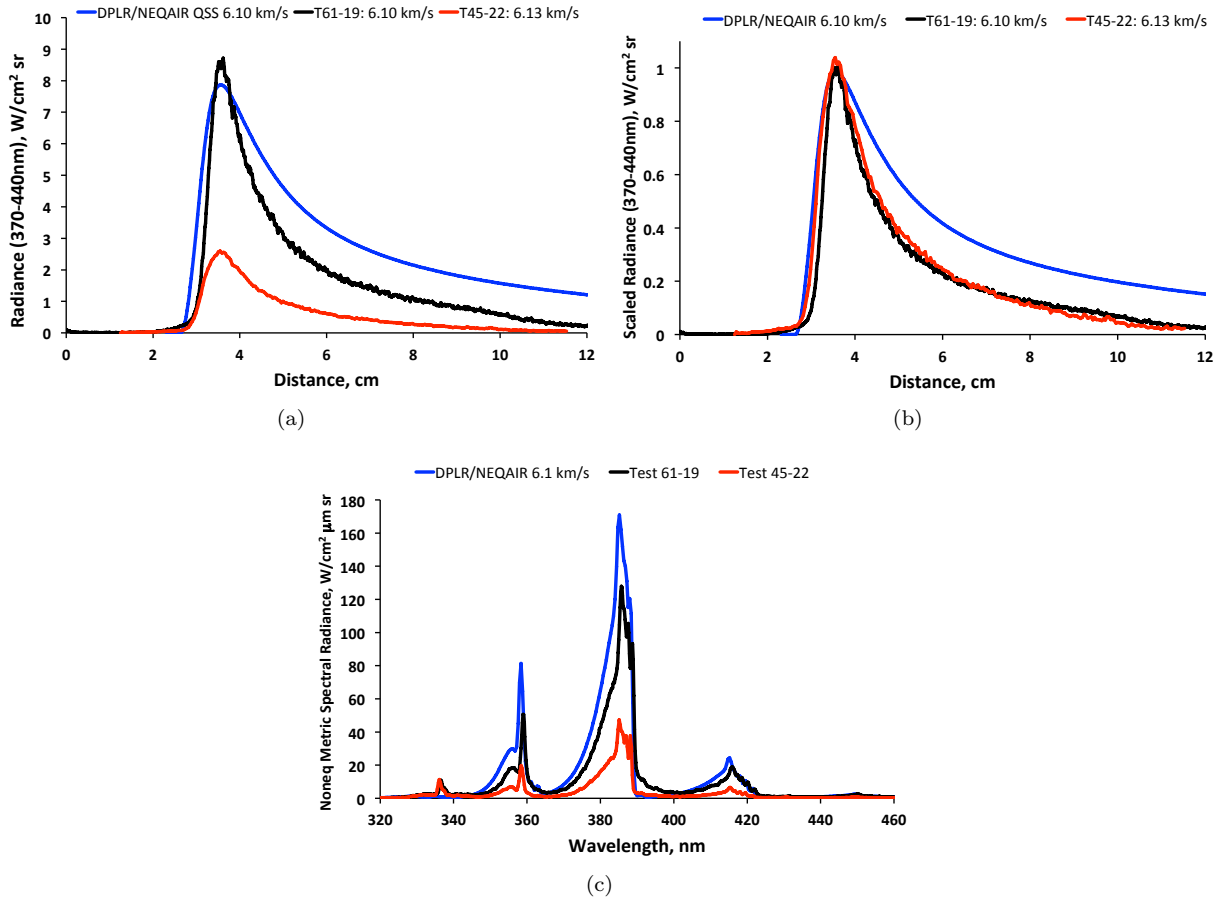 DPLR/NEQAIR QSS 6.10 km/s T61-19: 6.10 km/s T45-22: 6.13 km/s
Radiance (370-440nm), W/cm² sr
10
9
8
7
6
5
4
3
2
1
0
0 2 4 6 8 10 12
Distance, cm
(a)
DPLR/NEQAIR 6.10 km/s T61-19: 6.10 km/s T45-22: 6.13 km/s
Scaled Radiance (370-440nm), W/cm² sr
1
0.8
0.6
0.4
0.2
0
0 2 4 6 8 10 12
Distance, cm
(b)
DPLR/NEQAIR 6.1 km/s Test 61-19 Test 45-22
Noneq Metric Spectral Radiance, W/cm² μm sr
180
160
140
120
100
80
60
40
20
0
320 340 360 380 400 420 440 460
Wavelength, nm
(c)